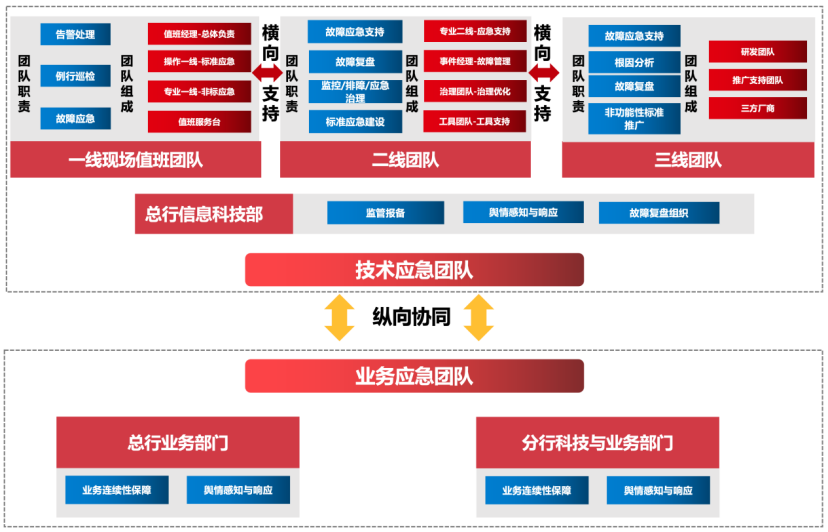 团队职责
告警处理
例行巡检
故障应急
团队组成
值班经理-总体负责
操作一线-标准应急
专业一线-非标应急
值班服务台
一线现场值班团队
横向支持
团队职责
故障应急支持
故障复盘
监控/排障/应急
治理
标准应急建设
团队组成
专业二线-应急支持
事件经理-故障管理
治理团队-治理优化
工具团队-工具支持
二线团队
横向支持
团队职责
故障应急支持
根因分析
故障复盘
非功能性标准
推广
团队组成
研发团队
推广支持团队
三方厂商
三线团队
总行信息科技部
监管报备
舆情感知与响应
故障复盘组织
技术应急团队
纵向协同
业务应急团队
总行业务部门
业务连续性保障
舆情感知与响应
分行科技与业务部门
业务连续性保障
舆情感知与响应